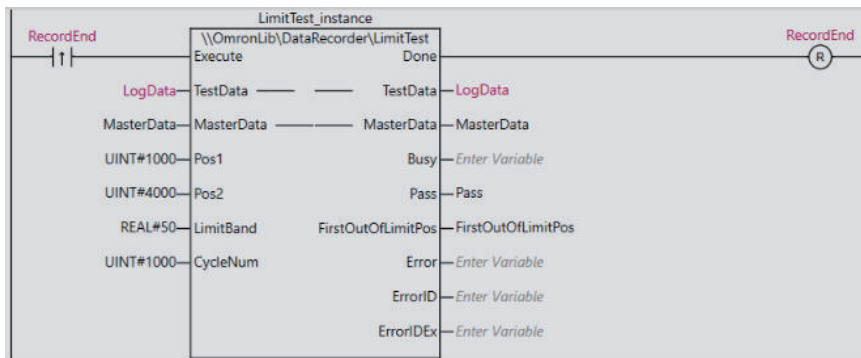 LimitTest_instance
RecordEnd \\OmronLib\DataRecorder\LimitTest RecordEnd
Execute Done R
LogData TestData TestData LogData
MasterData MasterData MasterData MasterData
UINT#1000 Pos1 Busy Enter Variable
UINT#4000 Pos2 Pass Pass
REAL#50 LimitBand FirstOutOfLimitPos FirstOutOfLimitPos
UINT#1000 CycleNum Error Enter Variable
ErrorID Enter Variable
ErrorIDEx Enter Variable